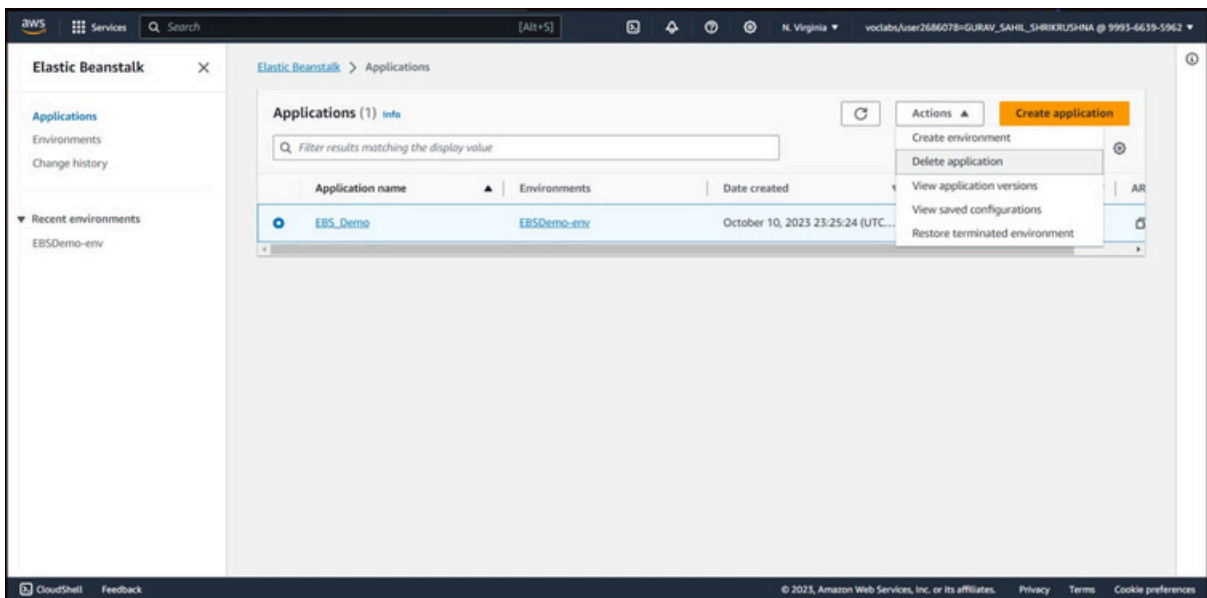 aws Services Search [Alt+S] N. Virginia voclabs/user2686078=GURAV_SAHIL_SHRIKRUSHNA @ 9993-6639-5962
Elastic Beanstalk
Elastic Beanstalk > Applications
Applications
Environments
Change history
Recent environments
EBSDemo-env
Applications (1) Info
Actions
Create application
Filter results matching the display value
Create environment
Delete application
View application versions
View saved configurations
Restore terminated environment
Application name Environments Date created AR
EBS_Demo EBSDemo-env October 10, 2023 23:25:24 (UTC...
CloudShell Feedback © 2023, Amazon Web Services, Inc. or its affiliates. Privacy Terms Cookie preferences